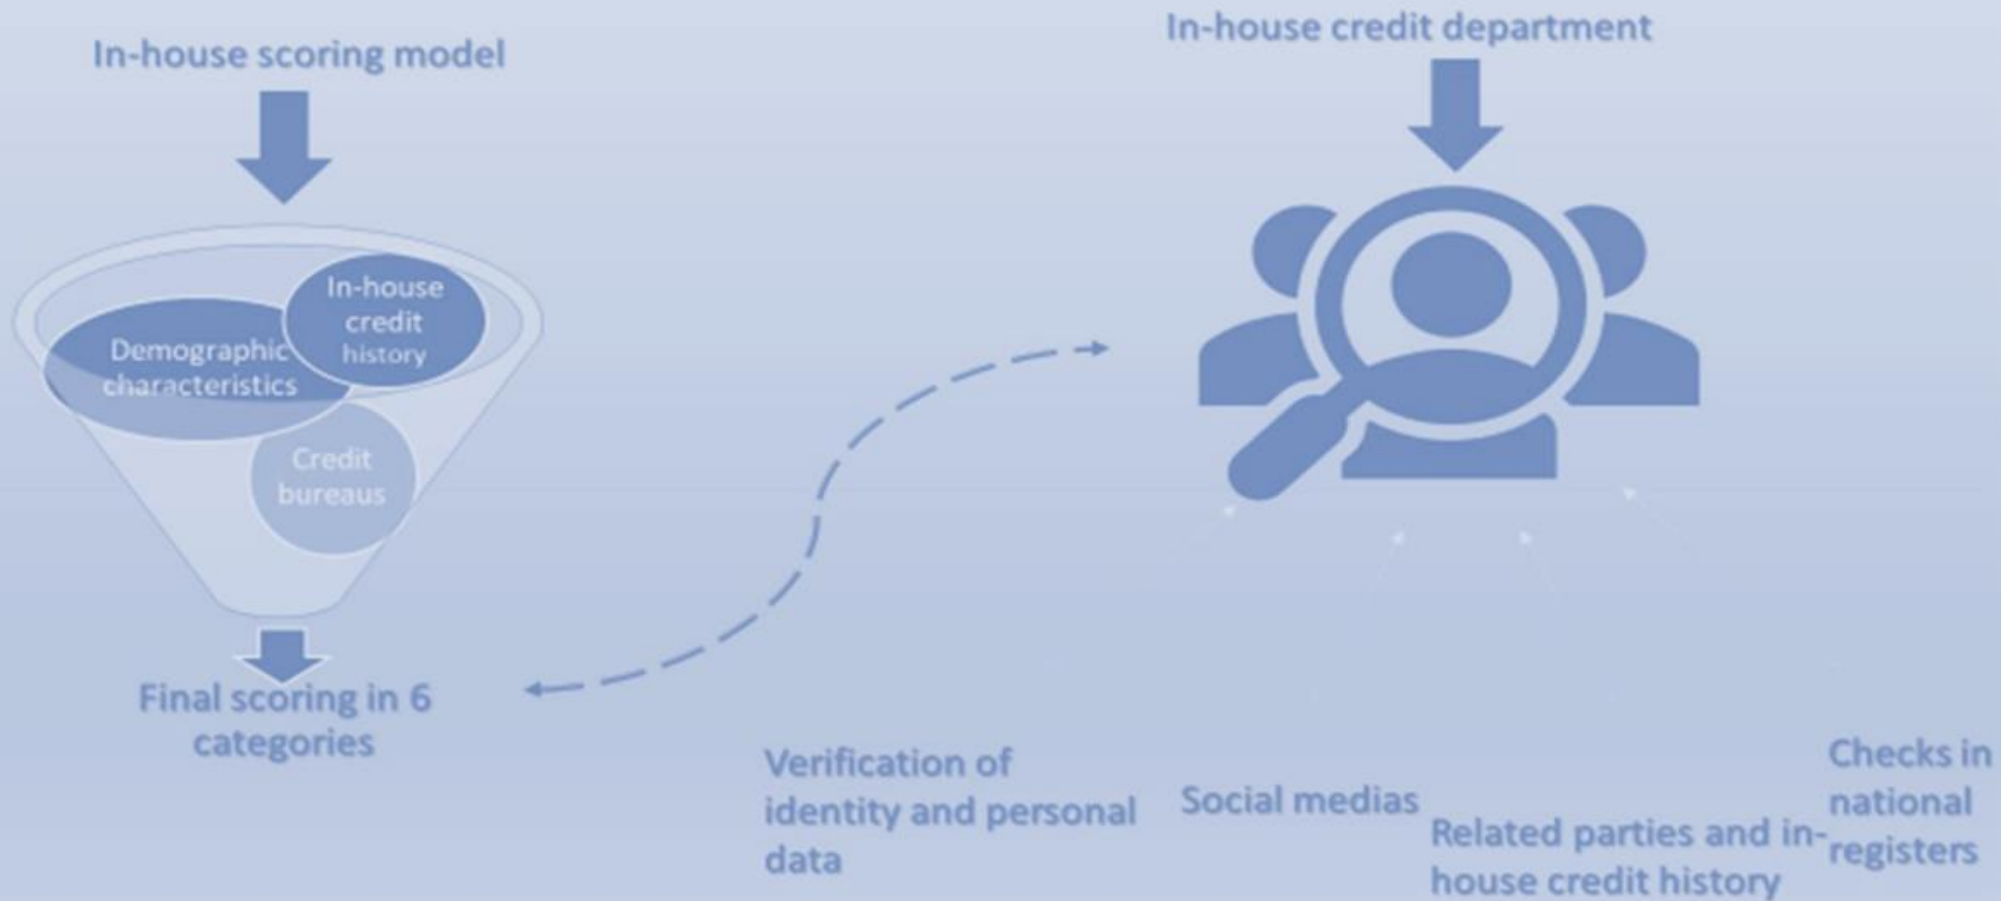 In-house scoring model
In-house
credit
history
Demographic
characteristics
Credit
bureaus
Final scoring in 6
categories
In-house credit department
Verification of
identity and personal
data
Social medias
Related parties and in-
house credit history
Checks in
national
registers